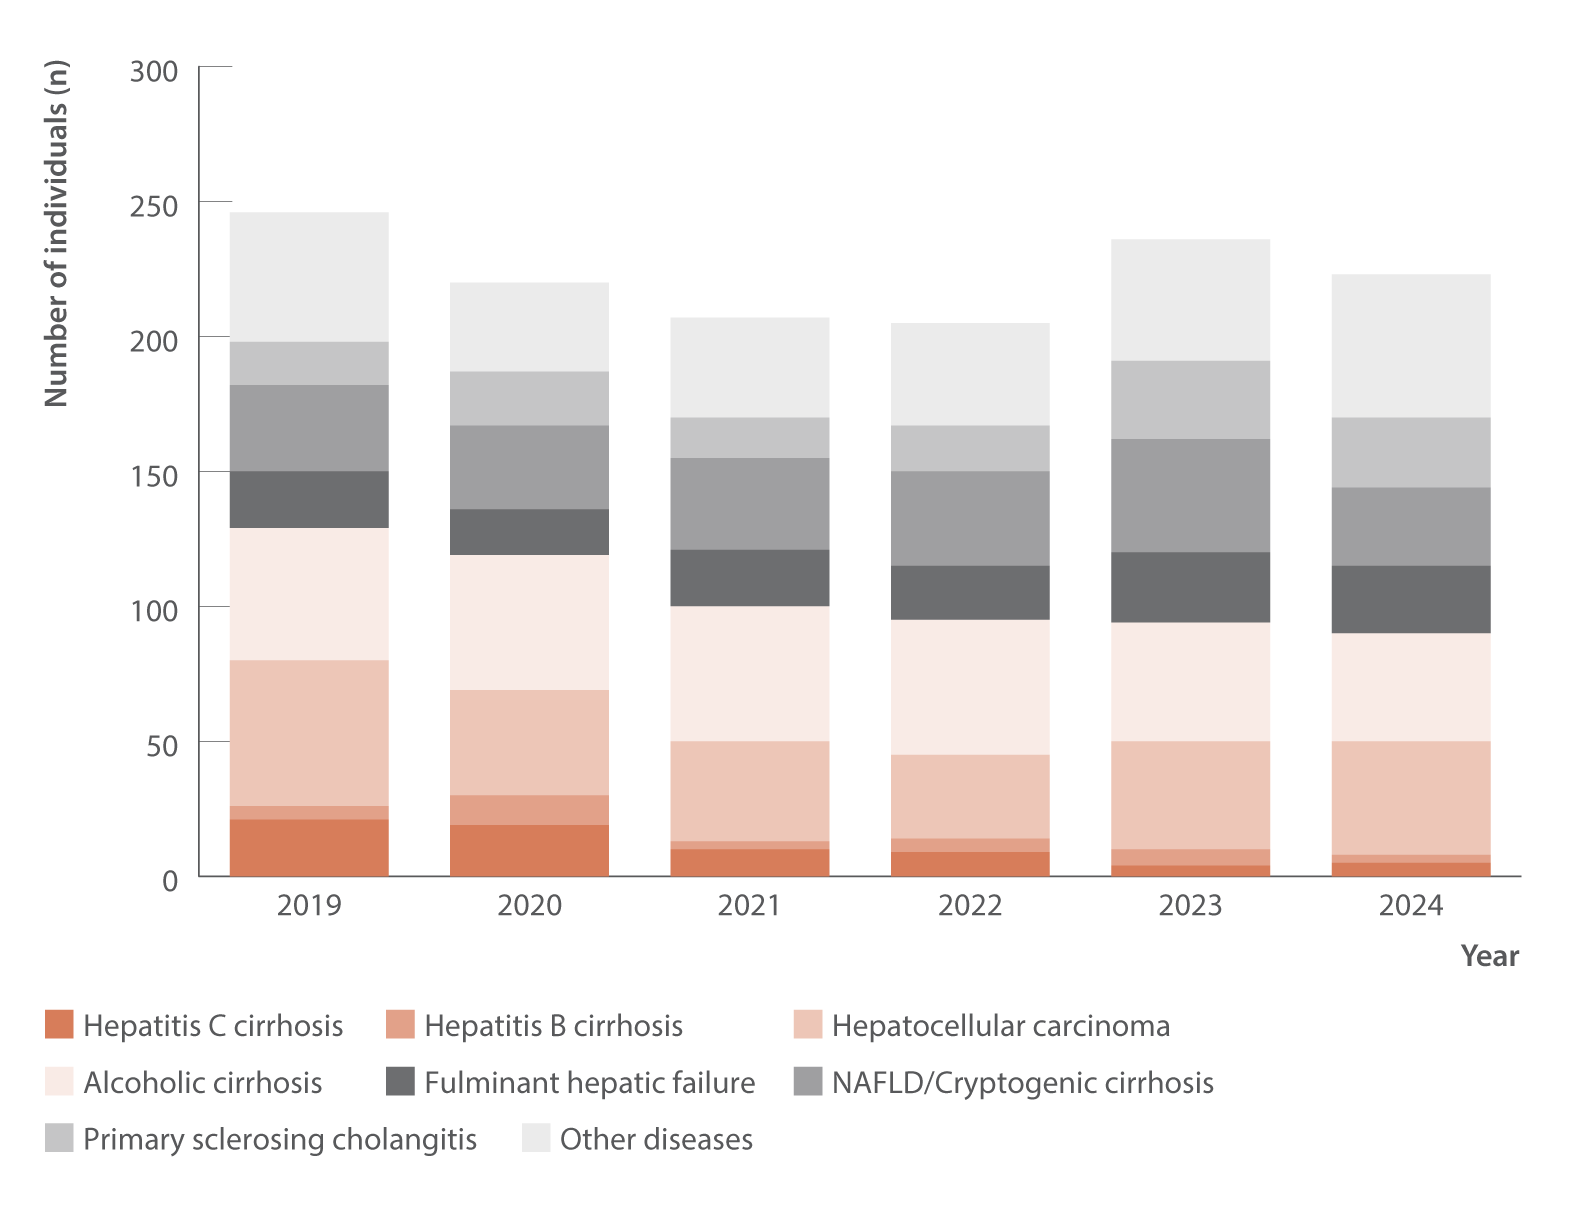 Number of individuals (n)
300
250
200
150
100
50
0
2019 2020 2021 2022 2023 2024
Year
Hepatitis C cirrhosis Hepatitis B cirrhosis Hepatocellular carcinoma
Alcoholic cirrhosis Fulminant hepatic failure NAFLD/Cryptogenic cirrhosis
Primary sclerosing cholangitis Other diseases